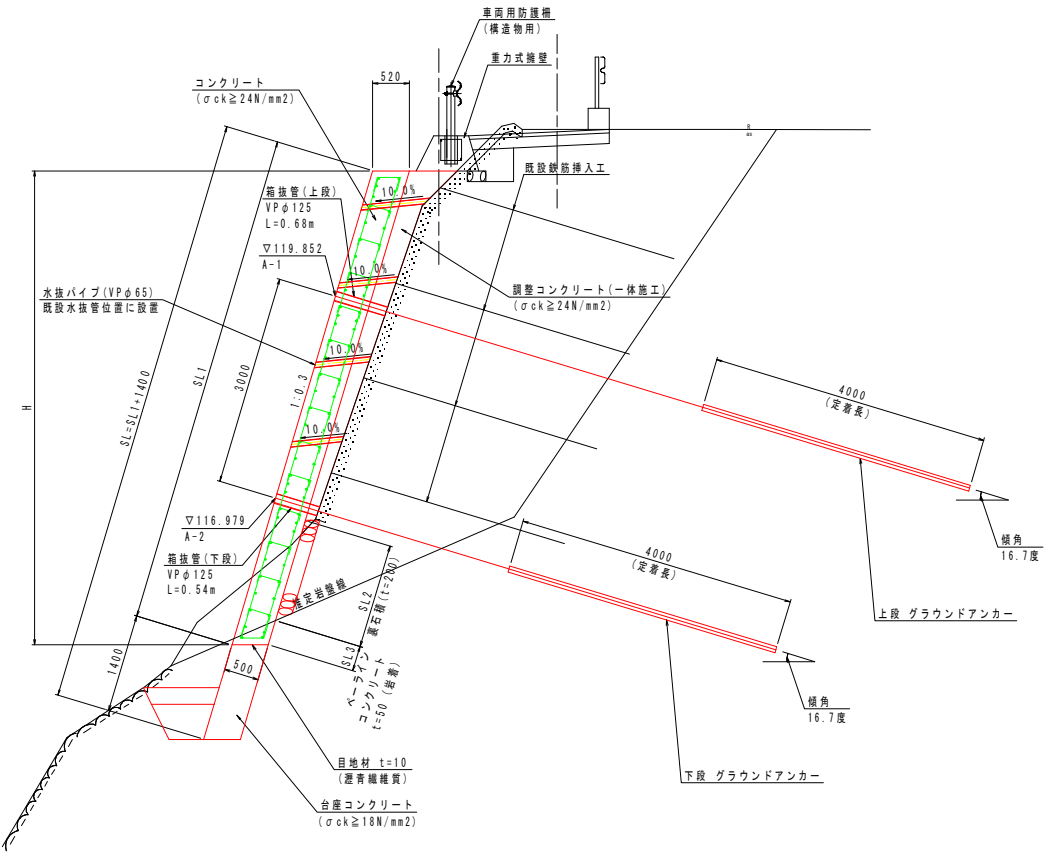 車両用防護柵
(構造物用)
重力式擁壁
520
コンクリート
(σck≧24N/mm2)
既設鉄筋挿入工
箱抜管(上段)
VPφ125
L=0.68m
10.0%
▽119.852
A-1
10.0%
調整コンクリート(一体施工)
(σck≧24N/mm2)
水抜パイプ(VPφ65)
既設水抜管位置に設置
10.0%
10.0%
3000
1:0.3
SL1
SL=SL1+1400
H
4000
(定着長)
傾角
16.7度
上段 グラウンドアンカー
▽116.979
A-2
箱抜管(下段)
VPφ125
L=0.54m
4000
(定着長)
傾角
16.7度
下段 グラウンドアンカー
推定岩盤線
SL2
裏石積(t=200)
SL3
ベーライン
コンクリート
t=50 (岩着)
1400
500
目地材 t=10
(瀝青繊維質)
台座コンクリート
(σck≧18N/mm2)